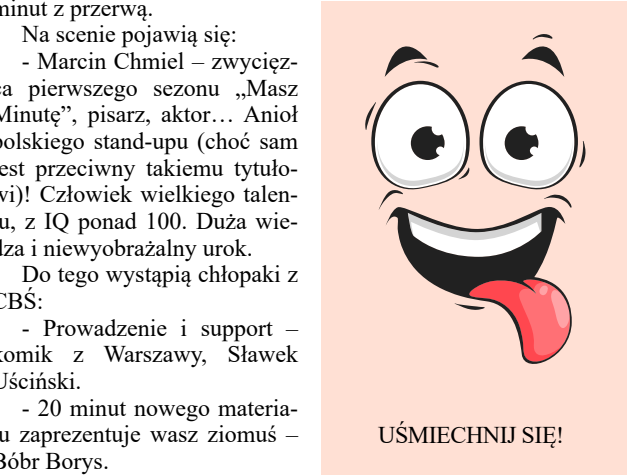 minut z przerwą.
Na scenie pojawią się:
- Marcin Chmiel – zwycięz-
ca pierwszego sezonu „Masz
Minutę”, pisarz, aktor… Anioł
polskiego stand-upu (choć sam
jest przeciwny takiemu tytuło-
wi)! Człowiek wielkiego talen-
tu, z IQ ponad 100. Duża wie-
dza i niewyobrażalny urok.
Do tego wystąpią chłopaki z
CBŚ:
- Prowadzenie i support –
komik z Warszawy, Sławek
Uściński.
- 20 minut nowego materia-
łu zaprezentuje wasz ziomuś –
Bóbr Borys.
UŚMIECHNIJ SIĘ!